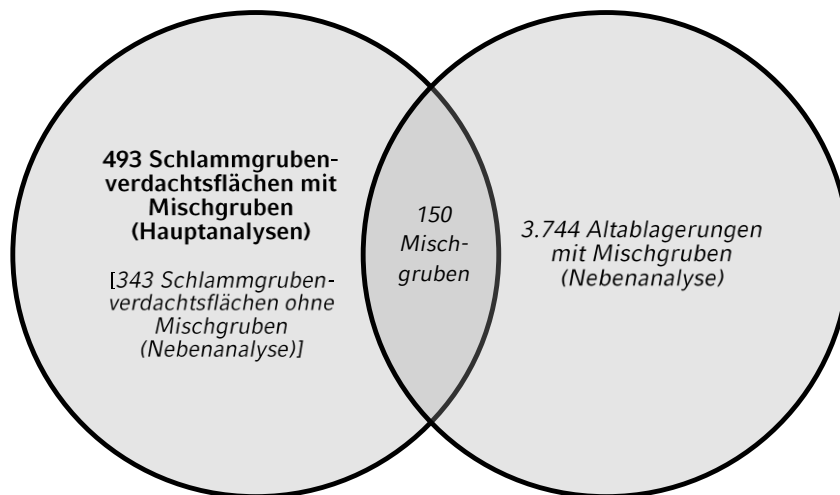 493 Schlammgruben-
verdachtsflächen mit
Mischgruben
(Hauptanalysen)
[343 Schlammgruben-
verdachtsflächen ohne
Mischgruben
(Nebenanalyse)]
150
Misch-
gruben
3.744 Altablagerungen
mit Mischgruben
(Nebenanalyse)